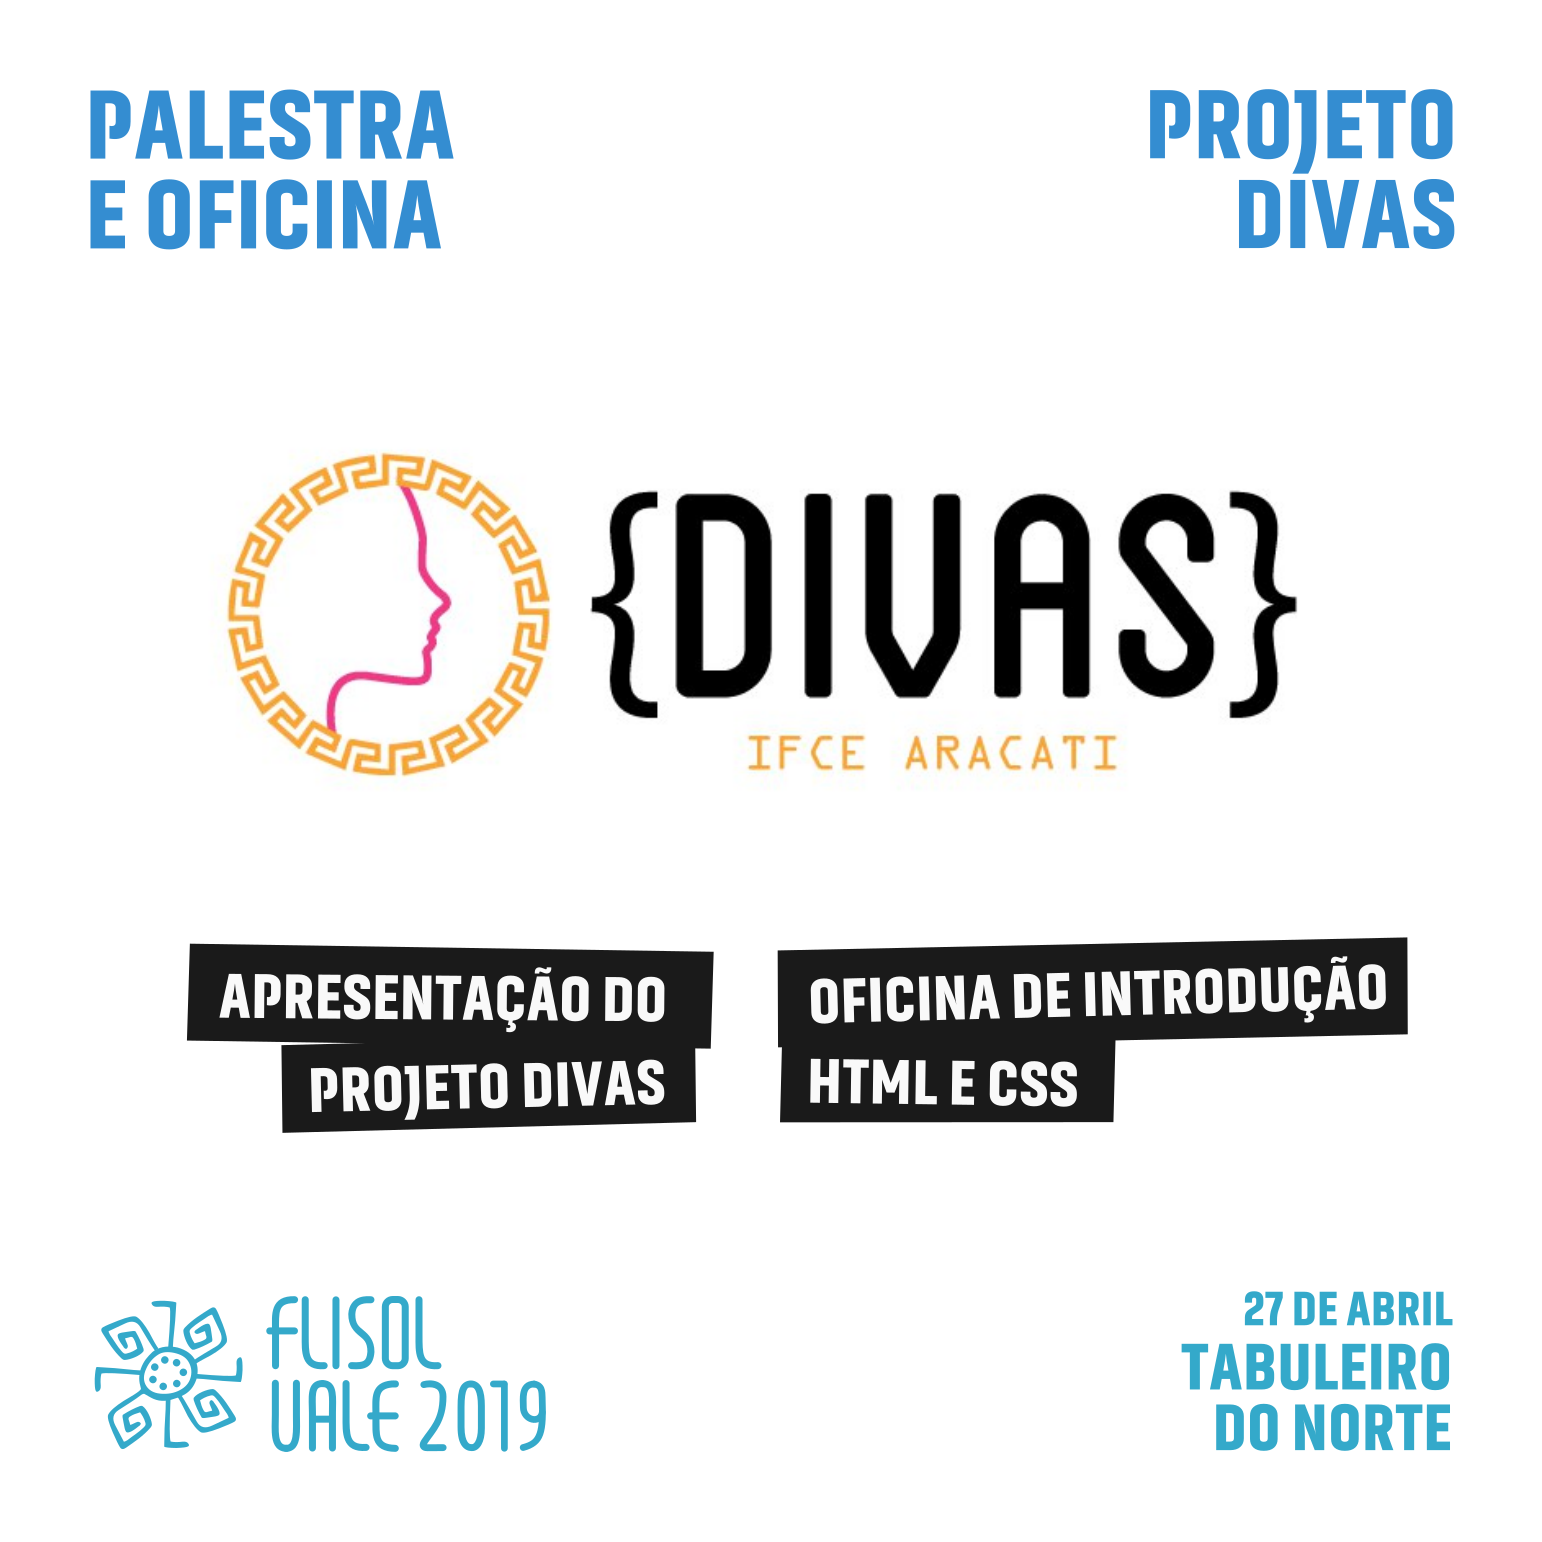 PALESTRA
E OFICINA
PROJETO
DIVAS
{DIVAS}
IFCE ARACATI
APRESENTAÇÃO DO
PROJETO DIVAS
OFICINA DE INTRODUÇÃO
HTML E CSS
FLISOL
VALE 2019
27 DE ABRIL
TABULEIRO
DO NORTE